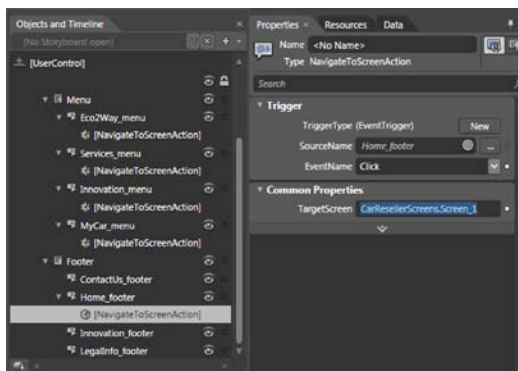 Objects and Timeline
(No Storyboard open)
[UserControl]
Menu
Eco2Way_menu
[NavigateToScreenAction]
Services_menu
[NavigateToScreenAction]
Innovation_menu
[NavigateToScreenAction]
MyCar_menu
[NavigateToScreenAction]
Footer
ContactUs_footer
Home_footer
[NavigateToScreenAction]
Innovation_footer
LegalInfo_footer
Properties × Resources Data
Name <No Name>
Type NavigateToScreenAction
Search
Trigger
TriggerType (EventTrigger) New
SourceName Home_footer ...
EventName Click
Common Properties
TargetScreen CarResellerScreens.Screen_1